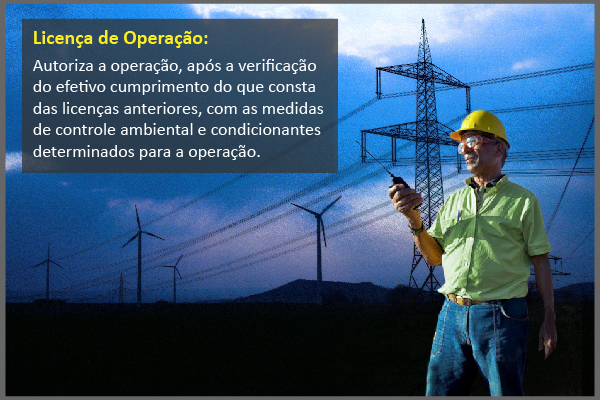 Licença de Operação:
Autoriza a operação, após a verificação
do efetivo cumprimento do que consta
das licenças anteriores, com as medidas
de controle ambiental e condicionantes
determinados para a operação.